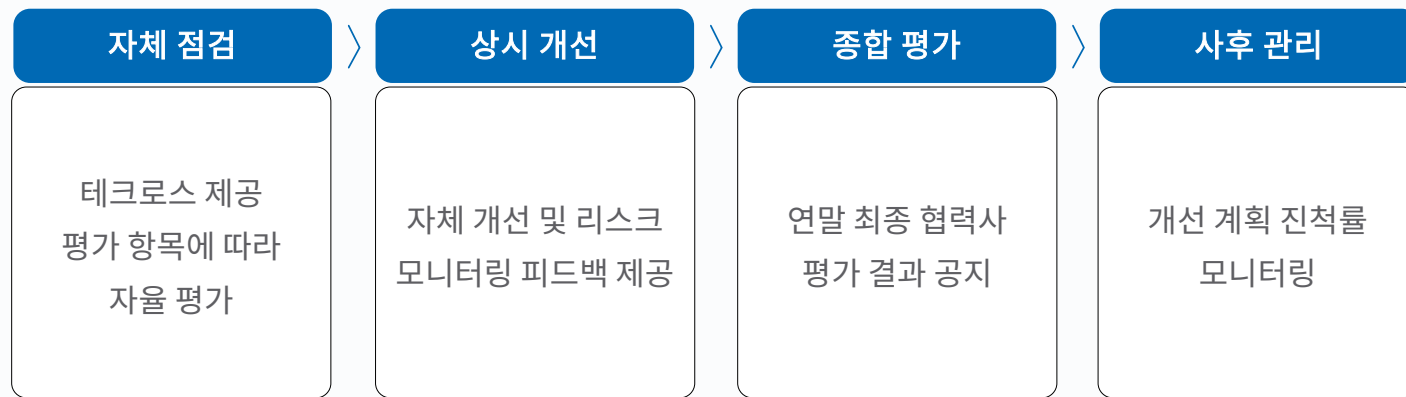 자체 점검
테크로스 제공
평가 항목에 따라
자율 평가
상시 개선
자체 개선 및 리스크
모니터링 피드백 제공
종합 평가
연말 최종 협력사
평가 결과 공지
사후 관리
개선 계획 진척률
모니터링